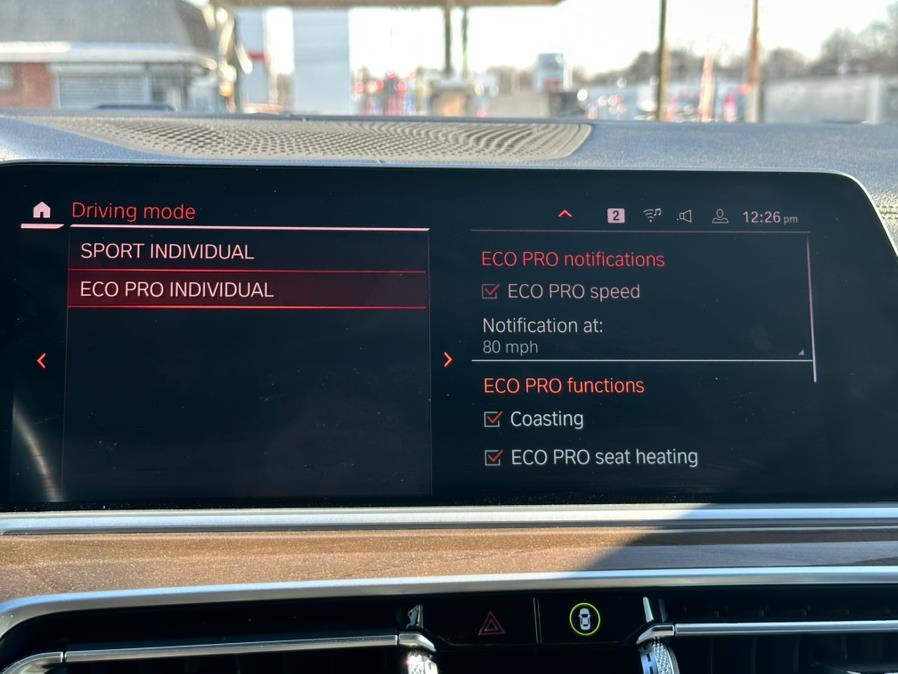 Driving mode
2
12:26 pm
SPORT INDIVIDUAL
ECO PRO INDIVIDUAL
ECO PRO notifications
ECO PRO speed
Notification at:
80 mph
ECO PRO functions
Coasting
ECO PRO seat heating